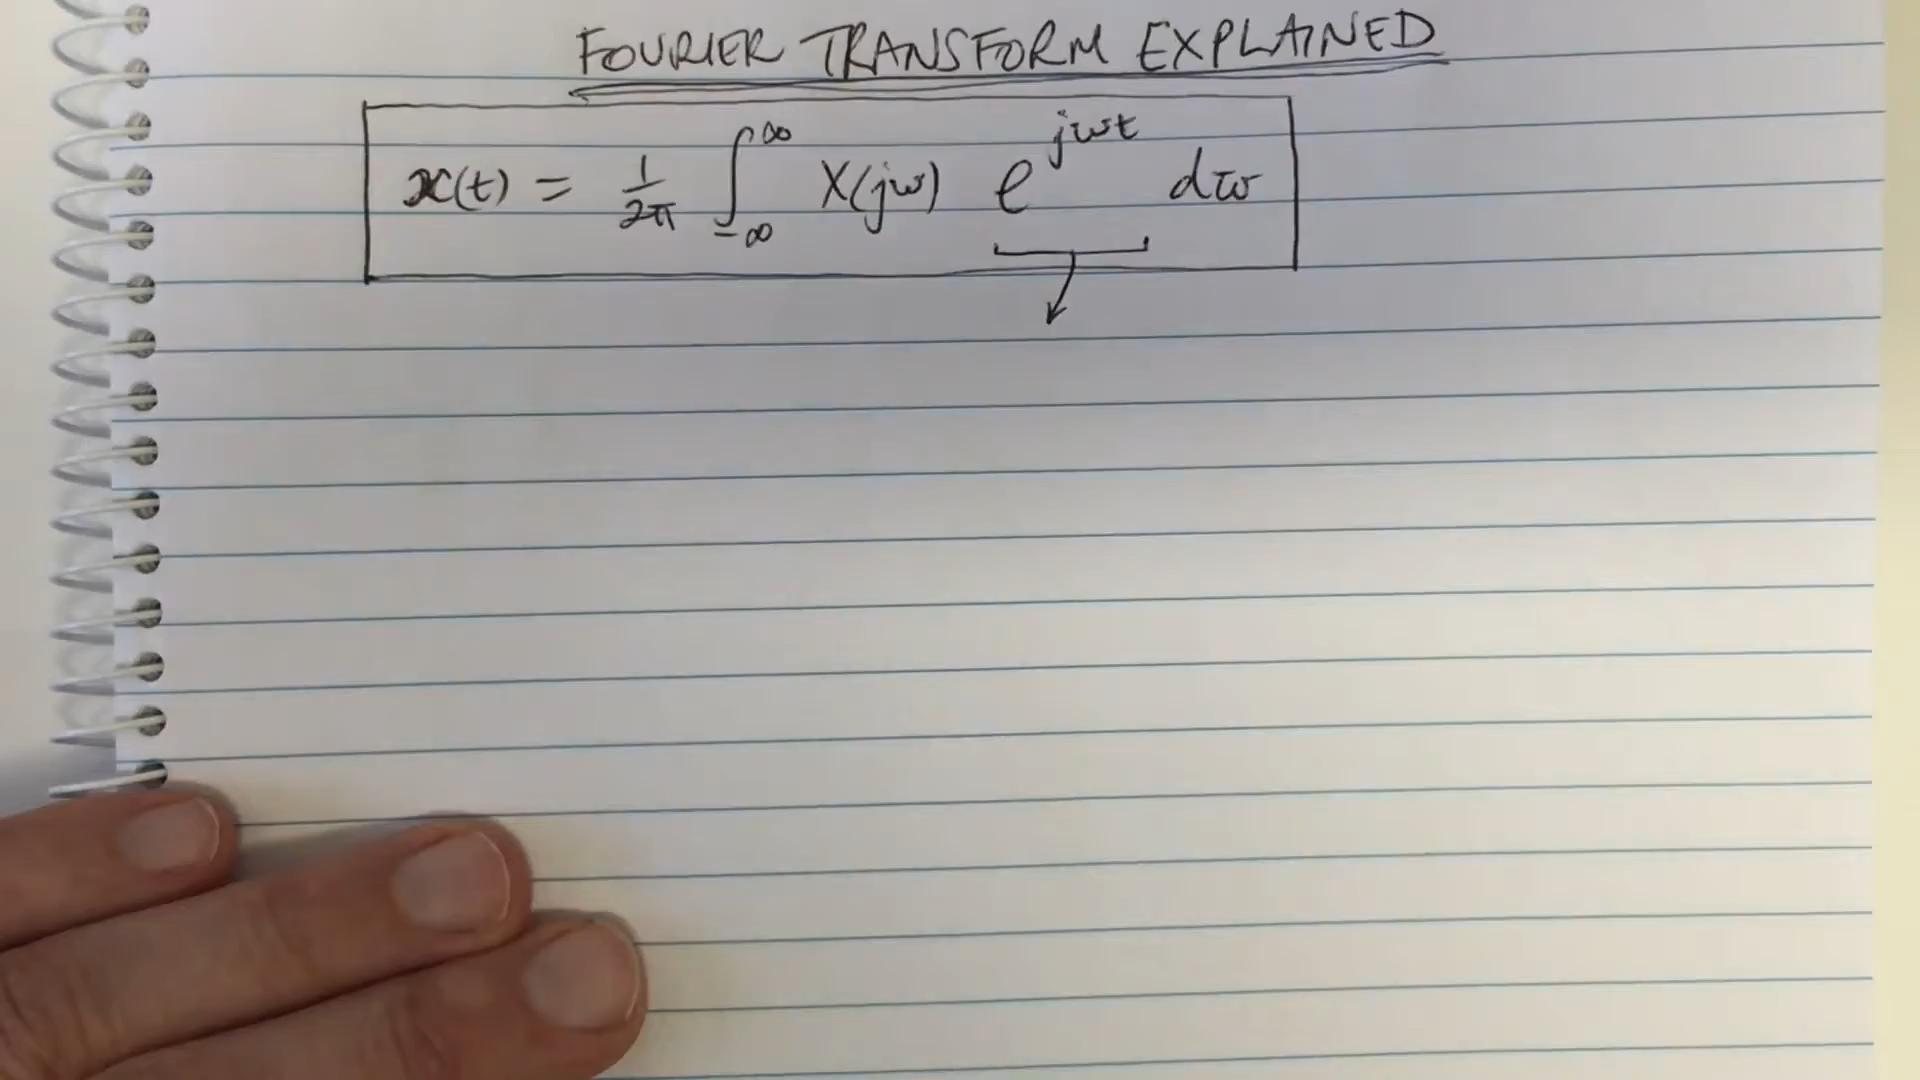 FOURIER TRANSFORM EXPLAINED
x(t) = 1/2π ∫_{-∞}^{∞} X(jω) e^{jωt} dω